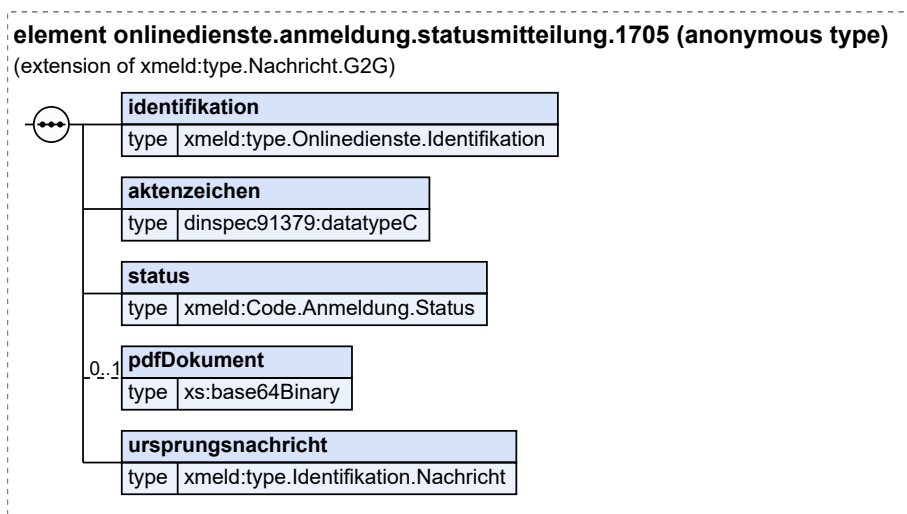 element onlinedienste.anmeldung.statusmitteilung.1705 (anonymous type)
(extension of xmeld:type.Nachricht.G2G)
identifikation
type xmeld:type.Onlinedienste.Identifikation
aktenzeichen
type dinspec91379:datatypeC
status
type xmeld:Code.Anmeldung.Status
0..1 pdfDokument
type xs:base64Binary
ursprungsnachricht
type xmeld:type.Identifikation.Nachricht